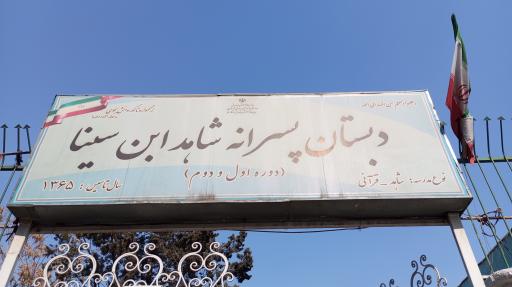 دبستان پسرانه شاهد ابن سینا
(دوره اول و دوم)
نوع مدرسه: شاهد - قرآنی
سال تاسیس: ۱۳۶۵